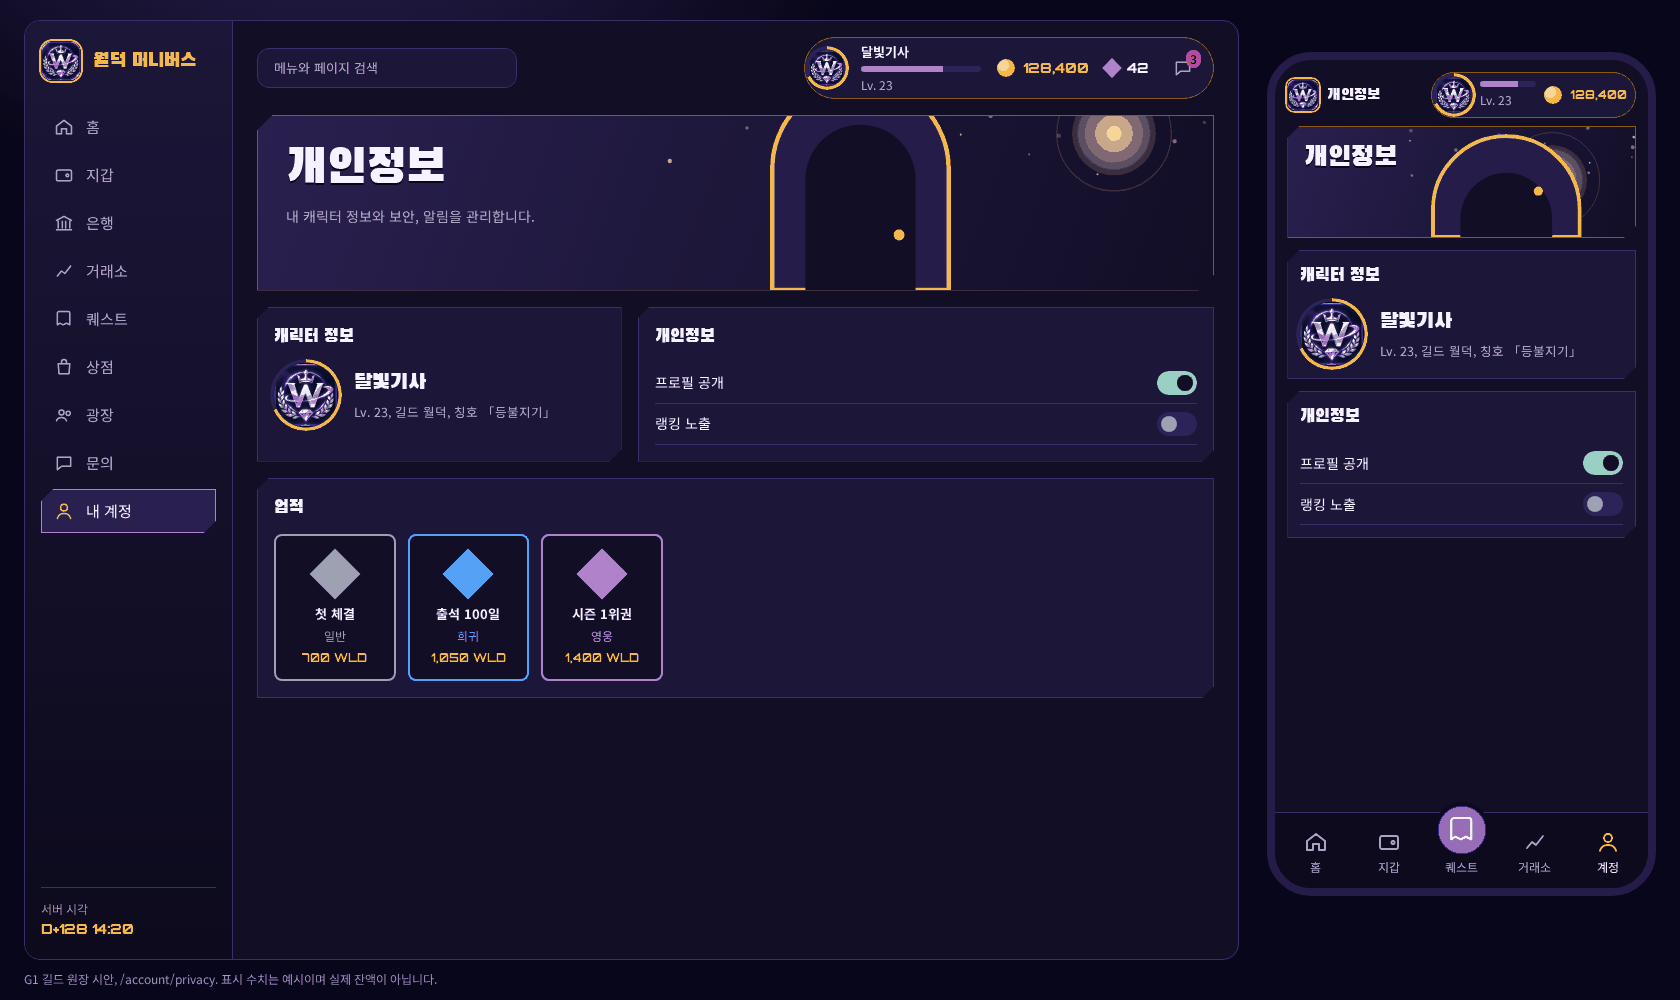 월덕 머니버스
홈
지갑
은행
거래소
퀘스트
상점
광장
문의
내 계정
서버 시각
D+128 14:20
메뉴와 페이지 검색
달빛기사
Lv. 23
128,400
42
3
개인정보
내 캐릭터 정보와 보안, 알림을 관리합니다.
캐릭터 정보
달빛기사
Lv. 23, 길드 월덕, 칭호 「등불지기」
개인정보
프로필 공개
랭킹 노출
업적
첫 체결
일반
700 WLD
출석 100일
희귀
1,050 WLD
시즌 1위권
영웅
1,400 WLD
G1 길드 원장 시안, /account/privacy. 표시 수치는 예시이며 실제 잔액이 아닙니다.
개인정보
Lv. 23
128,400
개인정보
캐릭터 정보
달빛기사
Lv. 23, 길드 월덕, 칭호 「등불지기」
개인정보
프로필 공개
랭킹 노출
홈
지갑
퀘스트
거래소
계정